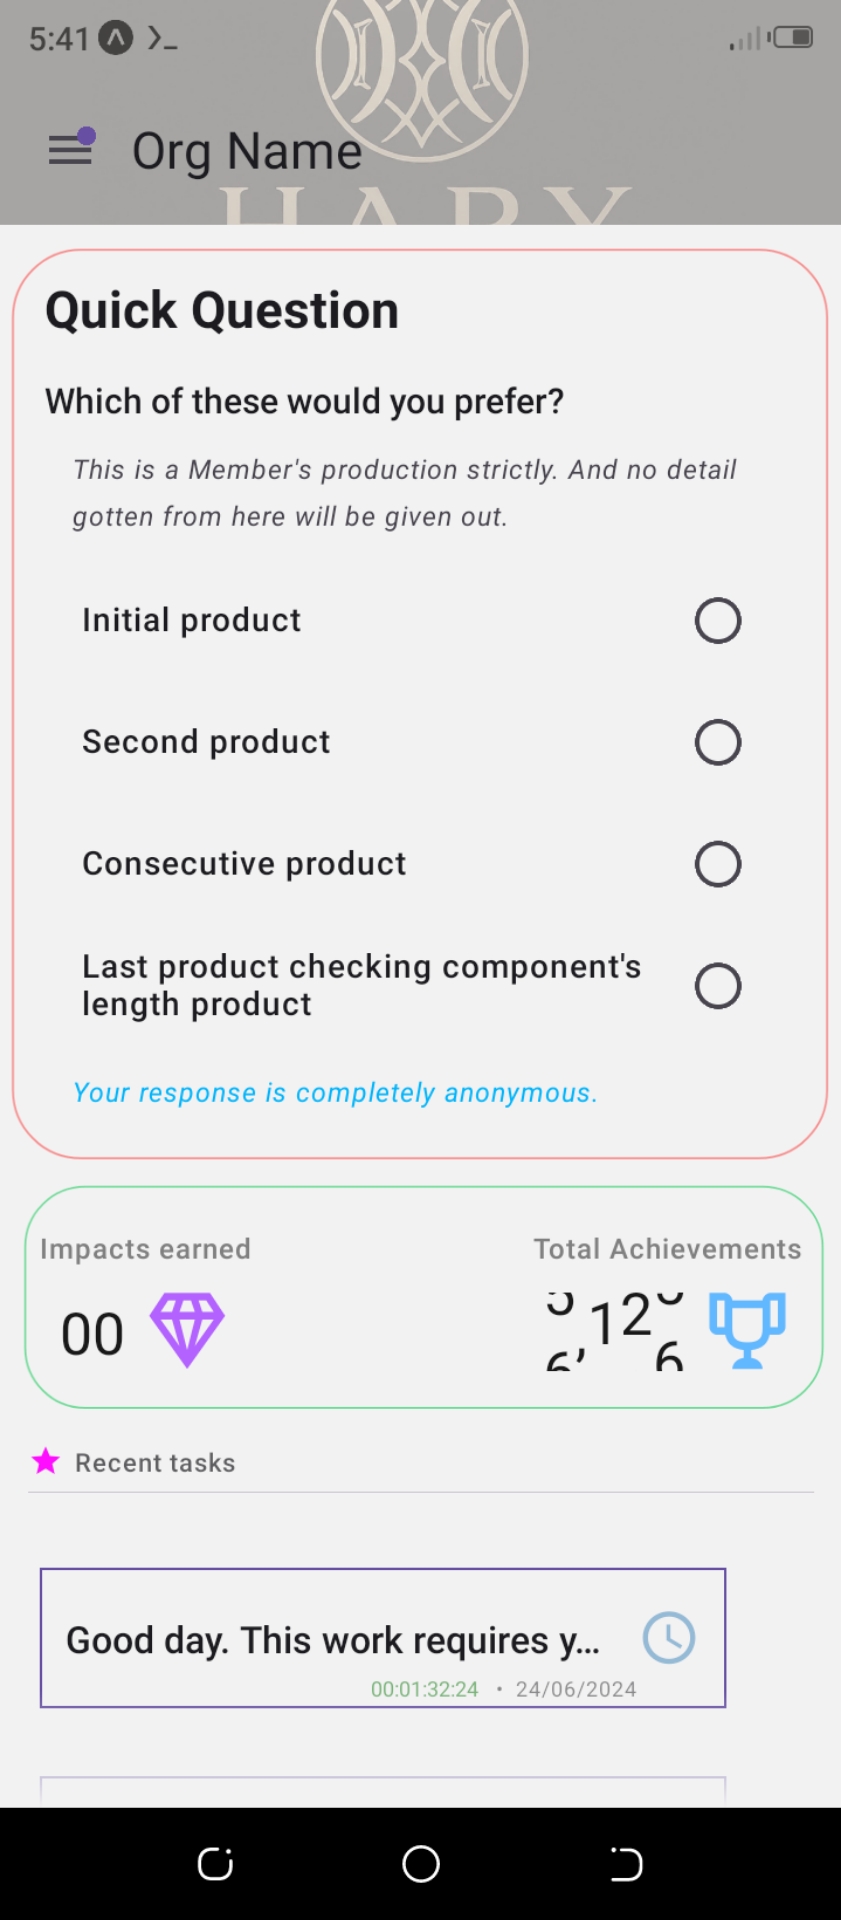 5:41
Org Name
Quick Question
Which of these would you prefer?
This is a Member's production strictly. And no detail
gotten from here will be given out.
Initial product
Second product
Consecutive product
Last product checking component's
length product
Your response is completely anonymous.
Impacts earned
Total Achievements
00
Recent tasks
Good day. This work requires y...
00:01:32:24 • 24/06/2024